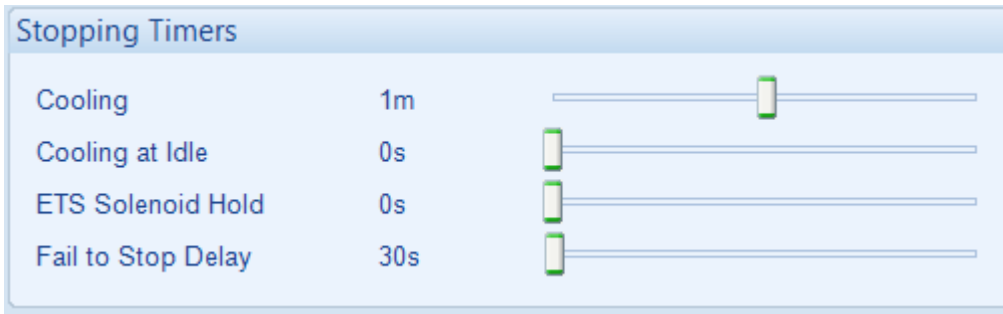 Stopping Timers
Cooling 1m
Cooling at Idle 0s
ETS Solenoid Hold 0s
Fail to Stop Delay 30s